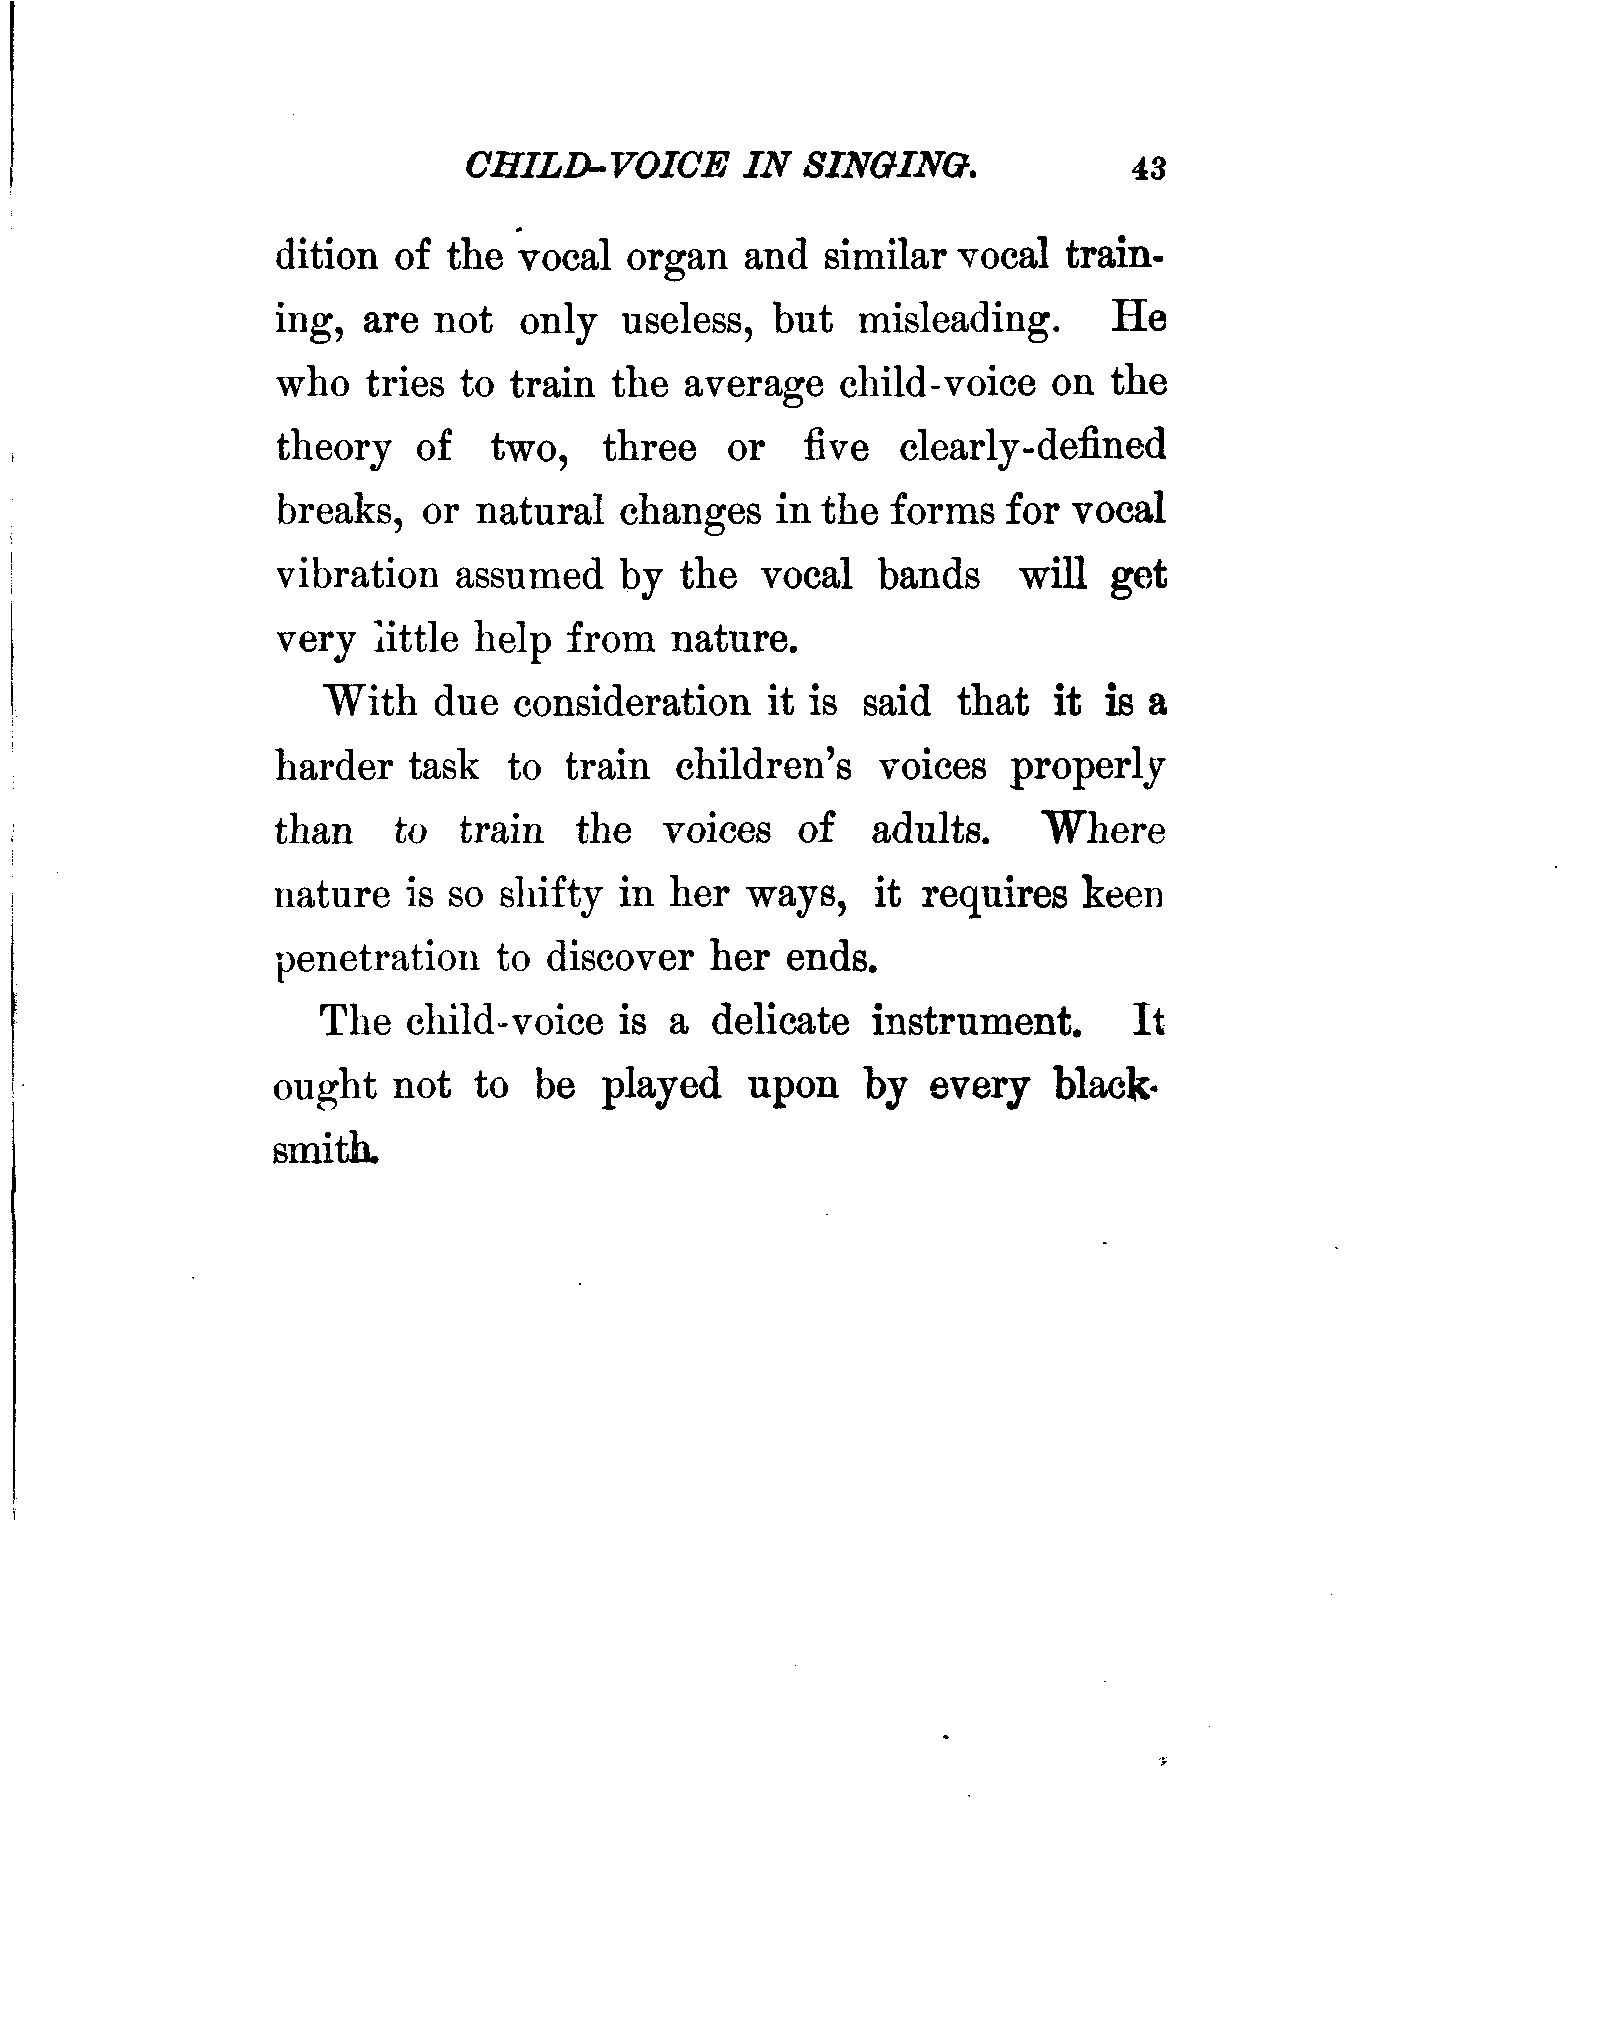 CHILD-VOICE IN SINGING. 43
dition of the vocal organ and similar vocal train-
ing, are not only useless, but misleading. He
who tries to train the average child-voice on the
theory of two, three or five clearly-defined
breaks, or natural changes in the forms for vocal
vibration assumed by the vocal bands will get
very little help from nature.
With due consideration it is said that it is a
harder task to train children's voices properly
than to train the voices of adults. Where
nature is so shifty in her ways, it requires keen
penetration to discover her ends.
The child-voice is a delicate instrument. It
ought not to be played upon by every black-
smith.